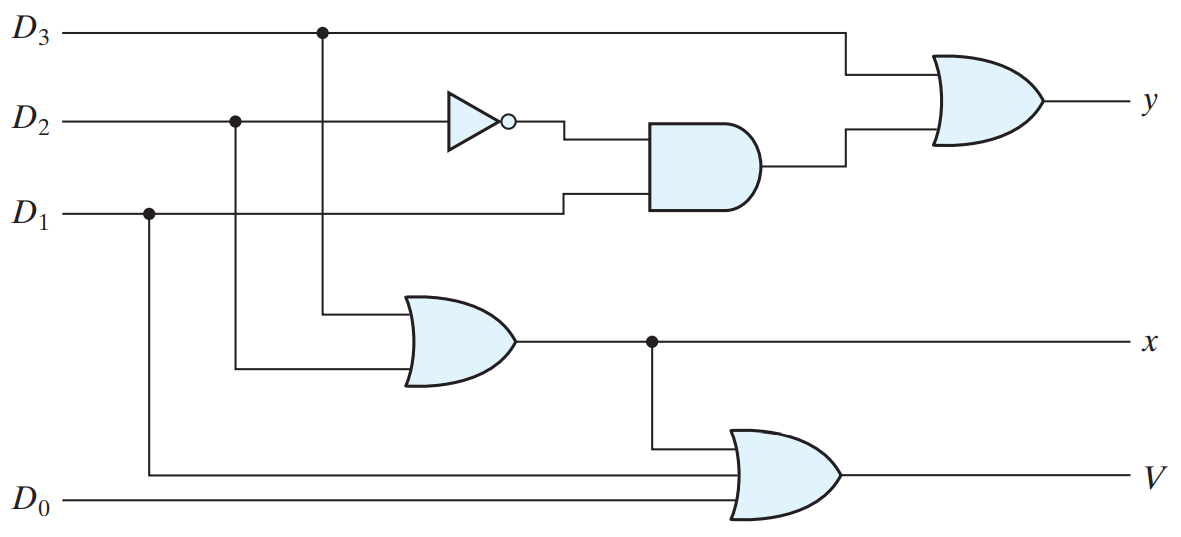 D₃
y
D₂
D₁
x
V
D₀